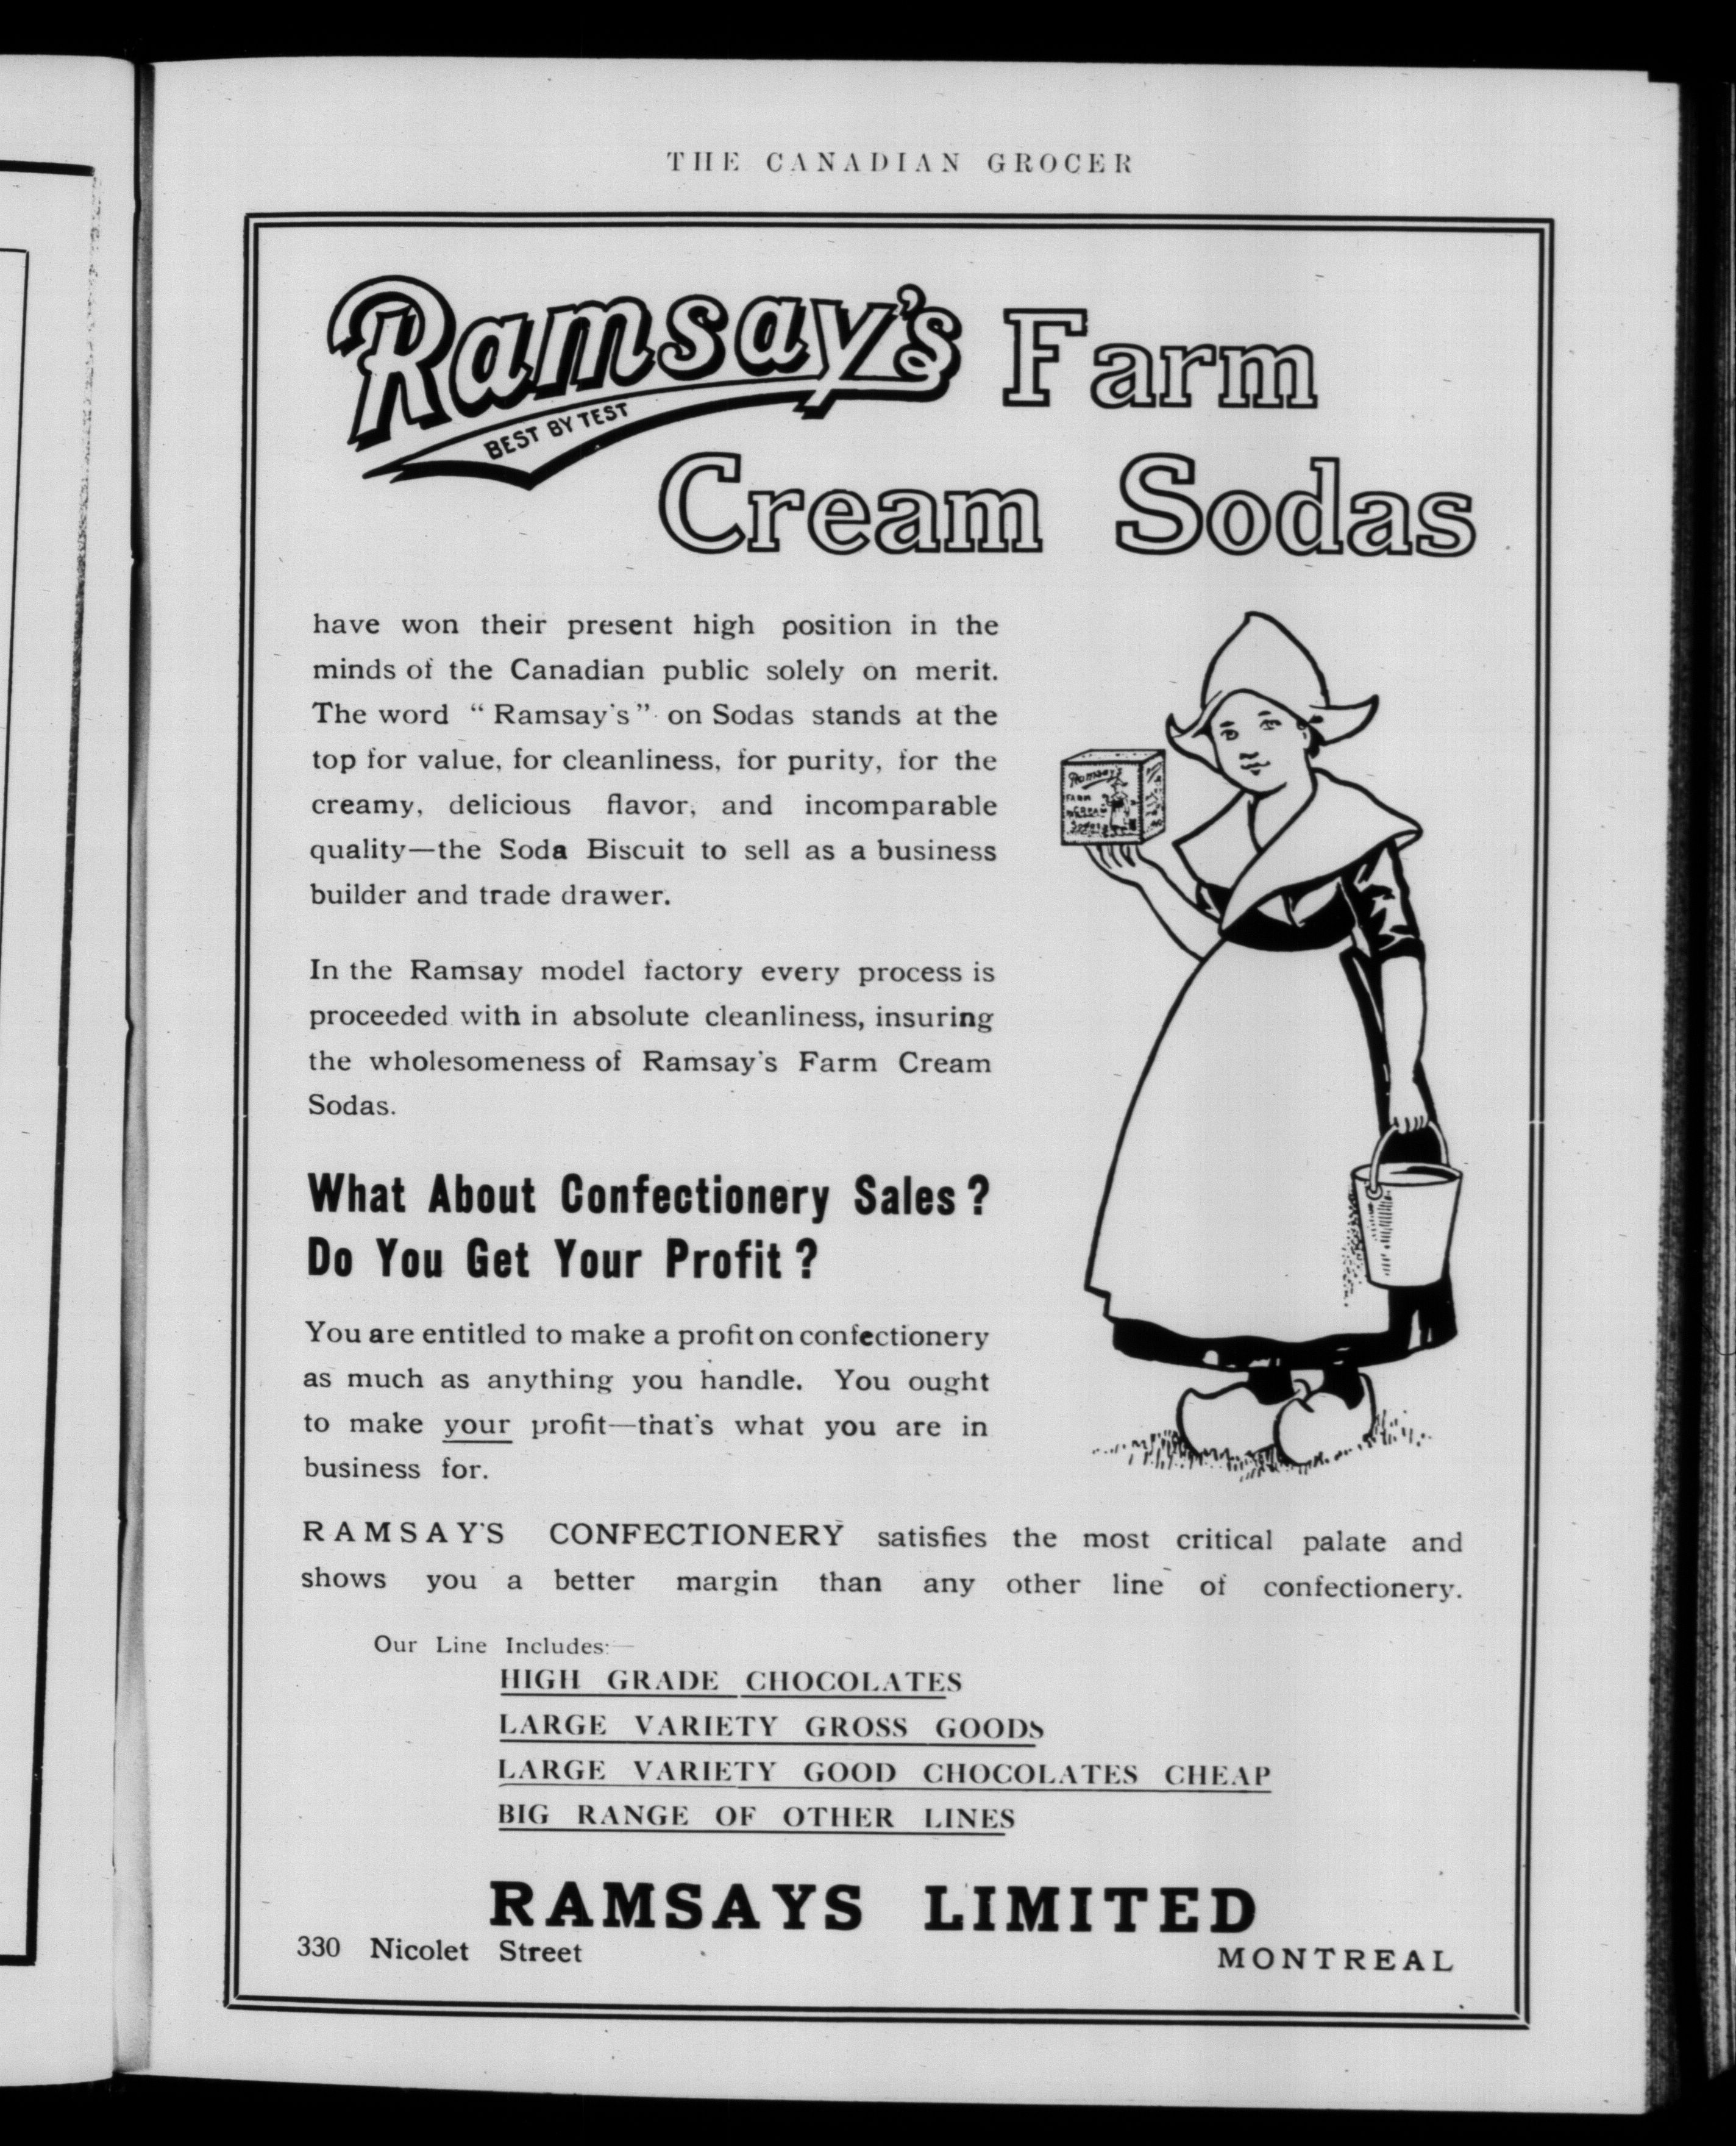 THE CANADIAN GROCER
Ramsay's Farm
BEST BY TEST
Cream Sodas
have won their present high position in the
minds of the Canadian public solely on merit.
The word "Ramsay's" on Sodas stands at the
top for value, for cleanliness, for purity, for the
creamy, delicious flavor, and incomparable
quality—the Soda Biscuit to sell as a business
builder and trade drawer.
Ramsay's
FARM
CREAM
Sodas
In the Ramsay model factory every process is
proceeded with in absolute cleanliness, insuring
the wholesomeness of Ramsay's Farm Cream
Sodas.
What About Confectionery Sales?
Do You Get Your Profit?
You are entitled to make a profit on confectionery
as much as anything you handle. You ought
to make your profit—that's what you are in
business for.
RAMSAY'S CONFECTIONERY satisfies the most critical palate and
shows you a better margin than any other line of confectionery.
Our Line Includes:—
HIGH GRADE CHOCOLATES
LARGE VARIETY GROSS GOODS
LARGE VARIETY GOOD CHOCOLATES CHEAP
BIG RANGE OF OTHER LINES
RAMSAYS LIMITED
330 Nicolet Street
MONTREAL